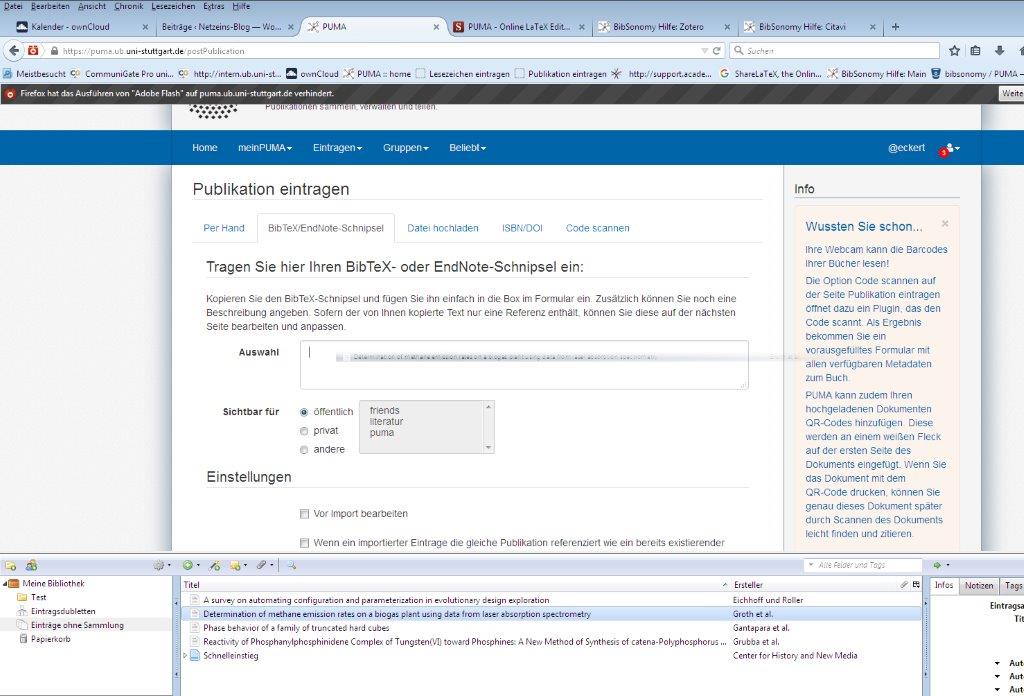 Datei Bearbeiten Ansicht Chronik Lesezeichen Extras Hilfe
Kalender - ownCloud × Beiträge ‹ Netzeins-Blog — Wo... × PUMA × PUMA - Online LaTeX Edit... × BibSonomy Hilfe: Zotero × BibSonomy Hilfe: Citavi × +
https://puma.ub.uni-stuttgart.de/postPublication Suchen
Meistbesucht CommuniGate Pro uni... http://intern.ub.uni-st... ownCloud PUMA :: home Lesezeichen eintragen Publikation eintragen http://support.acade... ShareLaTeX, the Onlin... BibSonomy Hilfe: Main bibsonomy / PUMA —
Firefox hat das Ausführen von "Adobe Flash" auf puma.ub.uni-stuttgart.de verhindert. Weite
Publikationen sammeln, verwalten und teilen.
Home meinPUMA Eintragen Gruppen Beliebt @eckert
Publikation eintragen
Per Hand BibTeX/EndNote-Schnipsel Datei hochladen ISBN/DOI Code scannen
Tragen Sie hier Ihren BibTeX- oder EndNote-Schnipsel ein:
Kopieren Sie den BibTeX-Schnipsel und fügen Sie ihn einfach in die Box im Formular ein. Zusätzlich können Sie noch eine
Beschreibung angeben. Sofern der von Ihnen kopierte Text nur eine Referenz enthält, können Sie diese auf der nächsten
Seite bearbeiten und anpassen.
Auswahl
Determination of methane emission rates on a biogas plant using data from laser absorption spectrometry
Sichtbar für
öffentlich
privat
andere
friends
literatur
puma
Einstellungen
Vor Import bearbeiten
Wenn ein importierter Eintrage die gleiche Publikation referenziert wie ein bereits existierender
Info
Wussten Sie schon... ×
Ihre Webcam kann die Barcodes
Ihrer Bücher lesen!
Die Option Code scannen auf
der Seite Publikation eintragen
öffnet dazu ein Plugin, das den
Code scannt. Als Ergebnis
bekommen Sie ein
vorausgefülltes Formular mit
allen verfügbaren Metadaten
zum Buch.
PUMA kann zudem Ihren
hochgeladenen Dokumenten
QR-Codes hinzufügen. Diese
werden an einem weißen Fleck
auf der ersten Seite des
Dokuments eingefügt. Wenn Sie
das Dokument mit dem
QR-Code drucken, können Sie
genau dieses Dokument später
durch Scannen des Dokuments
leicht finden und zitieren.
Alle Felder und Tags
Meine Bibliothek
Test
Eintragsdubletten
Einträge ohne Sammlung
Papierkorb
Titel Ersteller
A survey on automating configuration and parameterization in evolutionary design exploration Eichhoff und Roller
Determination of methane emission rates on a biogas plant using data from laser absorption spectrometry Groth et al.
Phase behavior of a family of truncated hard cubes Gantapara et al.
Reactivity of Phosphanylphosphinidene Complex of Tungsten(VI) toward Phosphines: A New Method of Synthesis of catena-Polyphosphorus ... Grubba et al.
Schnelleinstieg Center for History and New Media
Infos Notizen Tags
Eintragsa
Tit
Aut
Aut
Aut